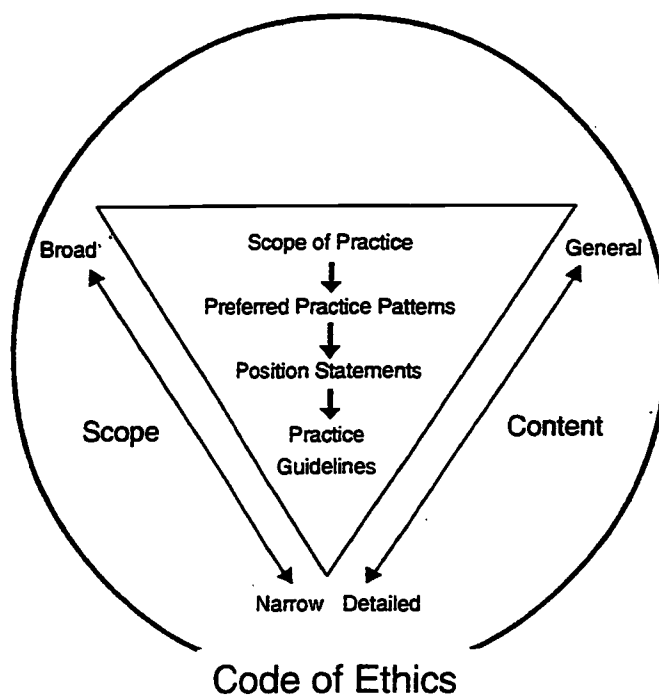 Scope of Practice
Broad
General
Preferred Practice Patterns
Position Statements
Scope
Content
Practice
Guidelines
Narrow Detailed
Code of Ethics